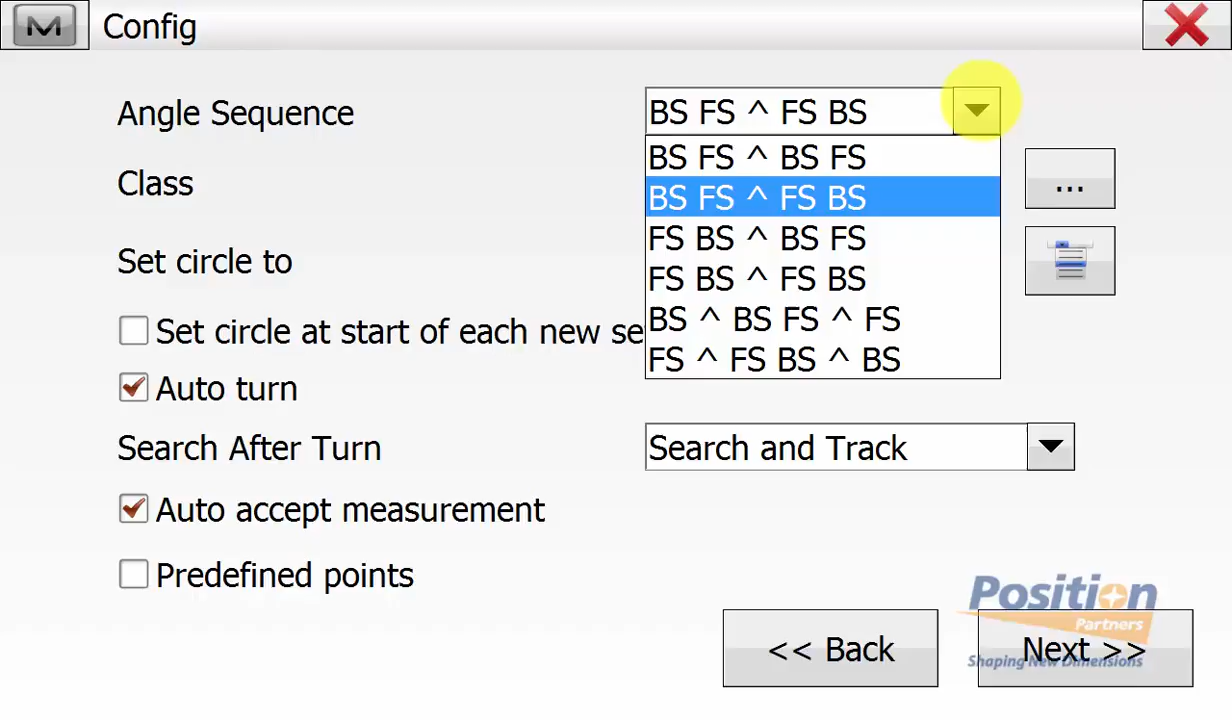 Config
Angle Sequence
BS FS ^ FS BS
BS FS ^ BS FS
BS FS ^ FS BS
FS BS ^ BS FS
FS BS ^ FS BS
BS ^ BS FS ^ FS
FS ^ FS BS ^ BS
Class
...
Set circle to
Set circle at start of each new se
Auto turn
Search After Turn
Search and Track
Auto accept measurement
Predefined points
Position
Partners
Shaping New Dimensions
<< Back
Next >>